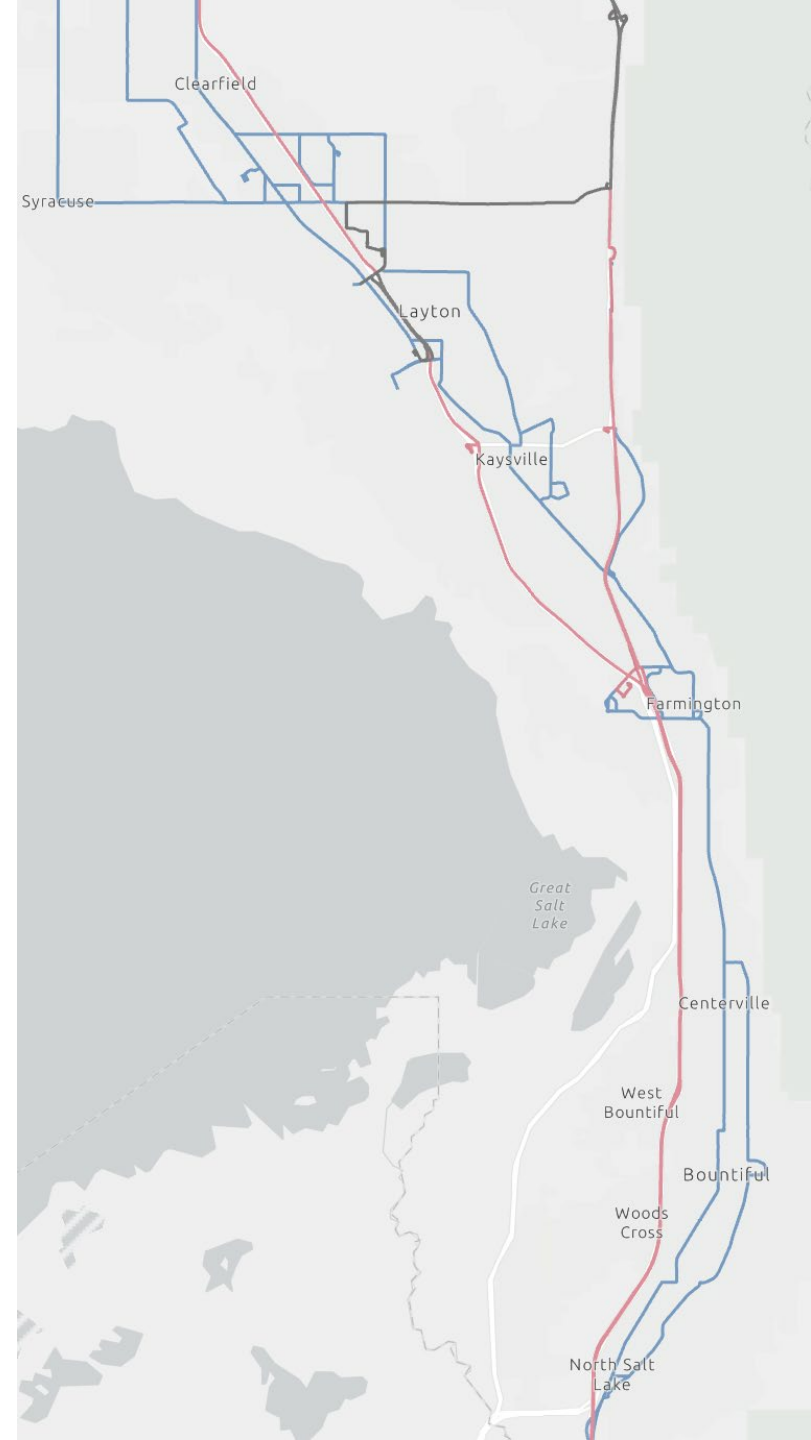 Clearfield
Syracuse
Layton
Kaysville
Farmington
Great
Salt
Lake
Centerville
West
Bountiful
Bountiful
Woods
Cross
North Salt
Lake